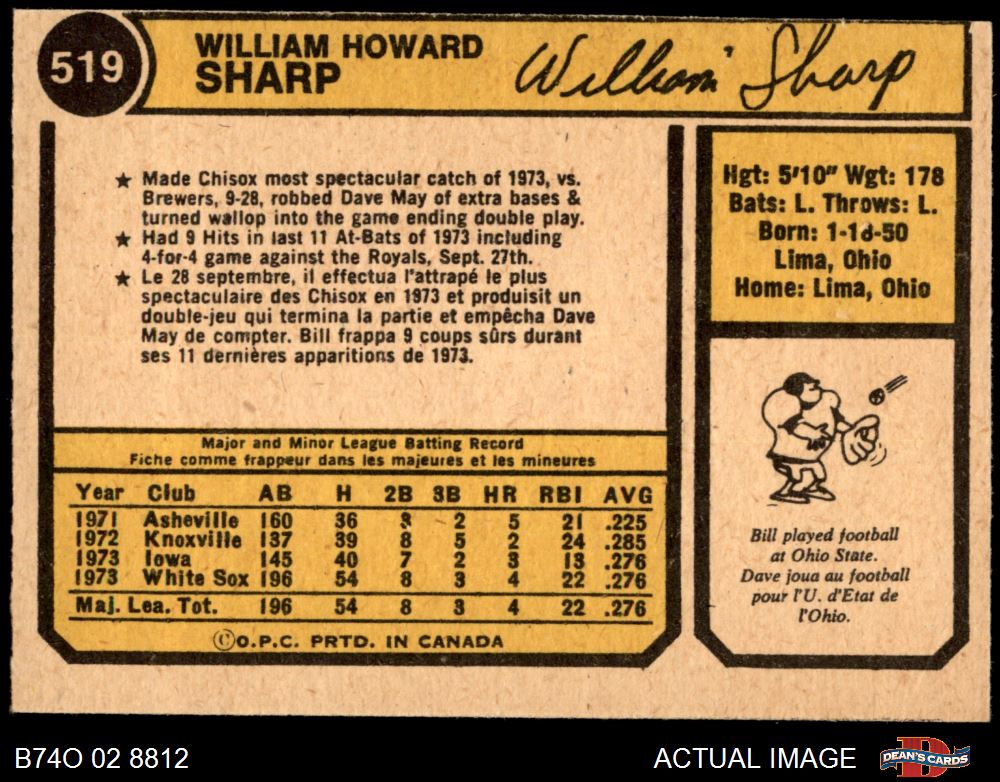 519
WILLIAM HOWARD
SHARP
William Sharp
★ Made Chisox most spectacular catch of 1973, vs.
Brewers, 9-28, robbed Dave May of extra bases &
turned wallop into the game ending double play.
★ Had 9 Hits in last 11 At-Bats of 1973 including
4-for-4 game against the Royals, Sept. 27th.
★ Le 28 septembre, il effectua l'attrapé le plus
spectaculaire des Chisox en 1973 et produisit un
double-jeu qui termina la partie et empêcha Dave
May de compter. Bill frappa 9 coups sûrs durant
ses 11 dernières apparitions de 1973.
Hgt: 5'10" Wgt: 178
Bats: L. Throws: L.
Born: 1-18-50
Lima, Ohio
Home: Lima, Ohio
Bill played football
at Ohio State.
Dave joua au football
pour l'U. d'Etat de
l'Ohio.
Major and Minor League Batting Record
Fiche comme frappeur dans les majeures et les mineures
Year Club AB H 2B 3B HR RBI AVG
1971 Asheville 160 36 3 2 5 21 .225
1972 Knoxville 137 39 8 5 2 24 .285
1973 Iowa 145 40 7 2 3 13 .276
1973 White Sox 196 54 8 3 4 22 .276
Maj. Lea. Tot. 196 54 8 3 4 22 .276
©O.P.C. PRTD. IN CANADA
B74O 02 8812
ACTUAL IMAGE
DEAN'S CARDS